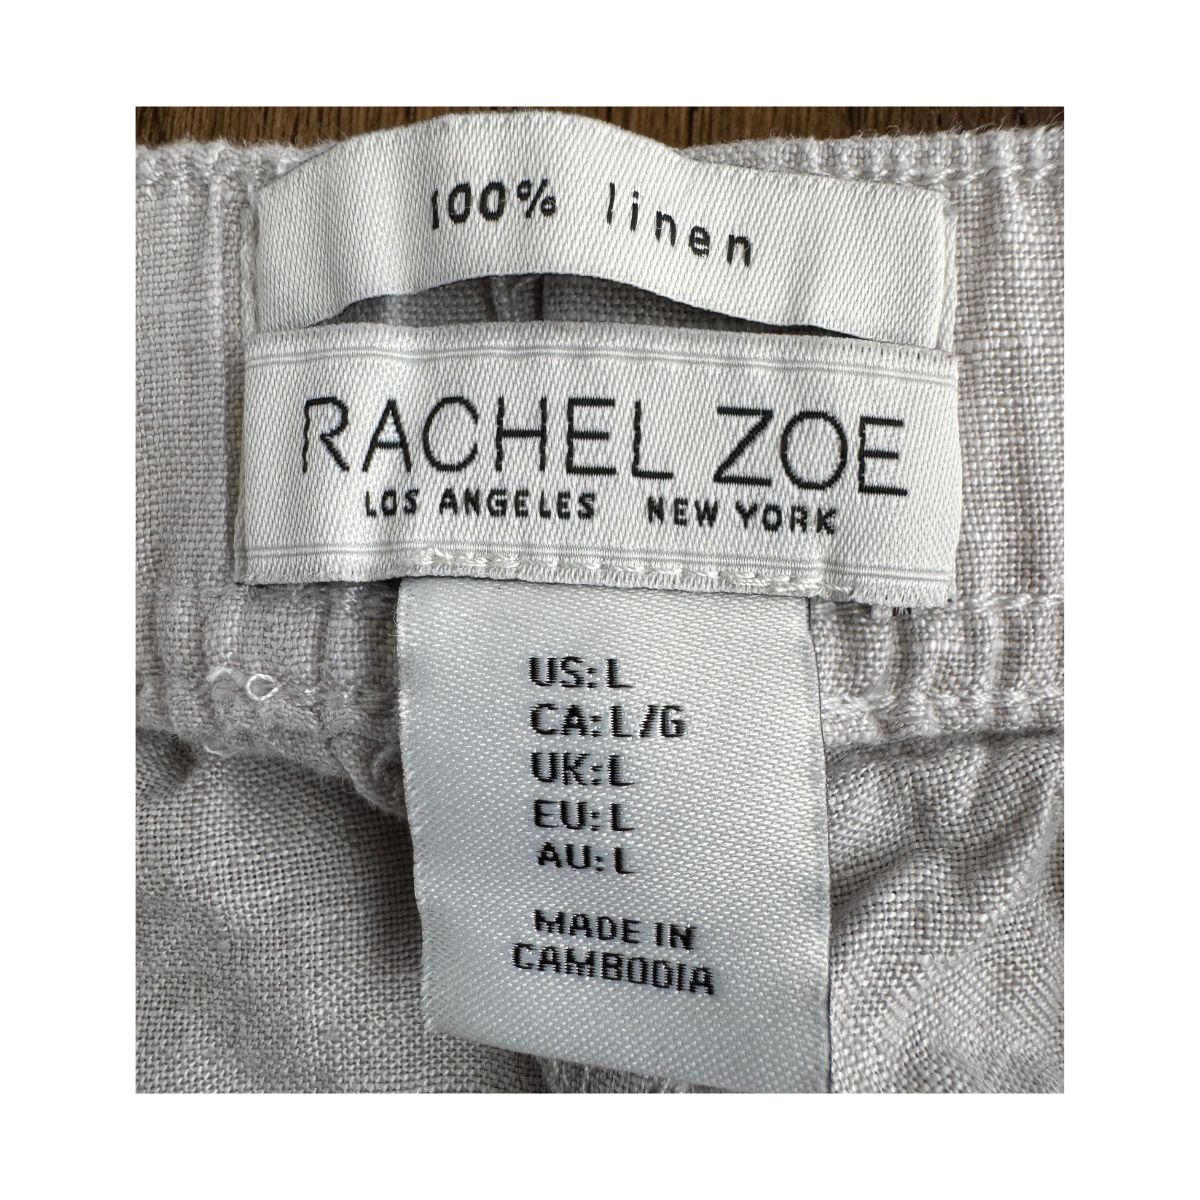 100% linen
RACHEL ZOE
LOS ANGELES NEW YORK
US: L
CA: L/G
UK: L
EU: L
AU: L
MADE IN
CAMBODIA